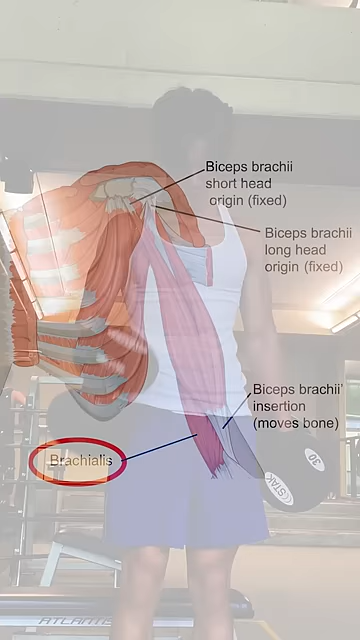 Biceps brachii
short head
origin (fixed)
Biceps brachii
long head
origin (fixed)
Biceps brachii
insertion
(moves bone)
Brachialis
30
(STAK
ATLANTIS